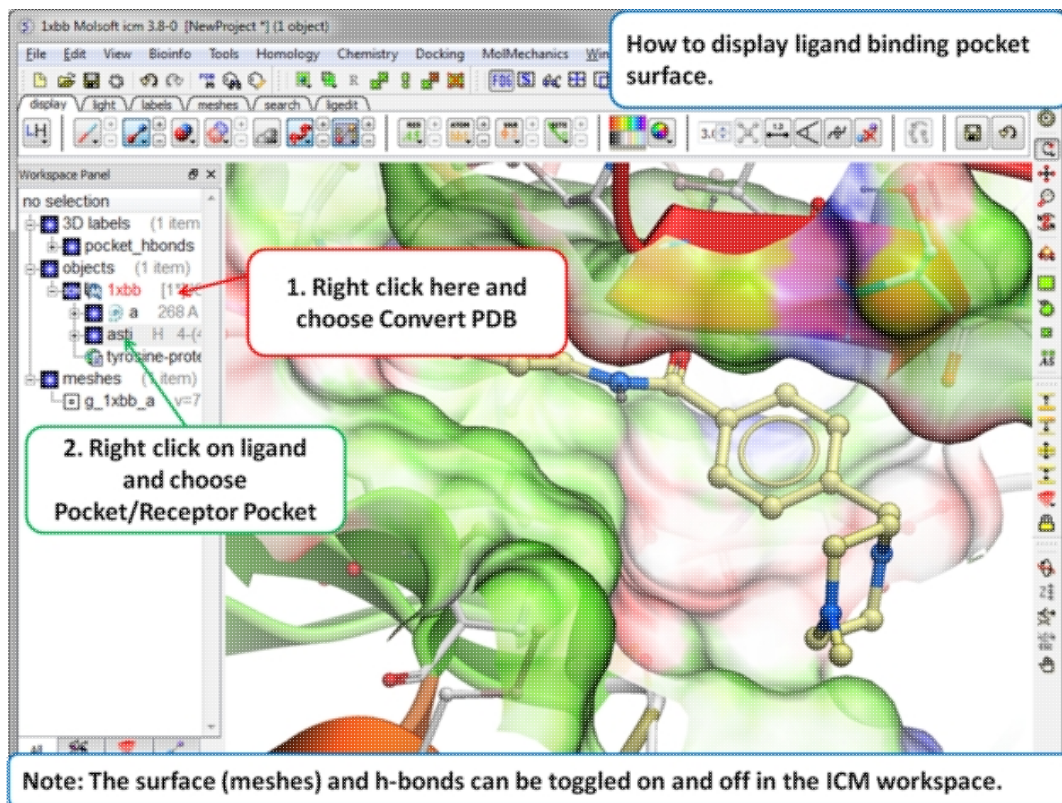 1xbb Molsoft icm 3.8-0 [NewProject *] (1 object)
How to display ligand binding pocket
surface.
File Edit View Bioinfo Tools Homology Chemistry Docking MolMechanics
display light labels meshes search ligedit
LH
Workspace Panel
no selection
3D labels (1 item
pocket_hbonds
objects (1 item)
1xbb
a 268 A
asti H 4-(
tyrosine-prote
meshes (1 item)
g_1xbb_a v=7
1. Right click here and
choose Convert PDB
2. Right click on ligand
and choose
Pocket/Receptor Pocket
All
Note: The surface (meshes) and h-bonds can be toggled on and off in the ICM workspace.